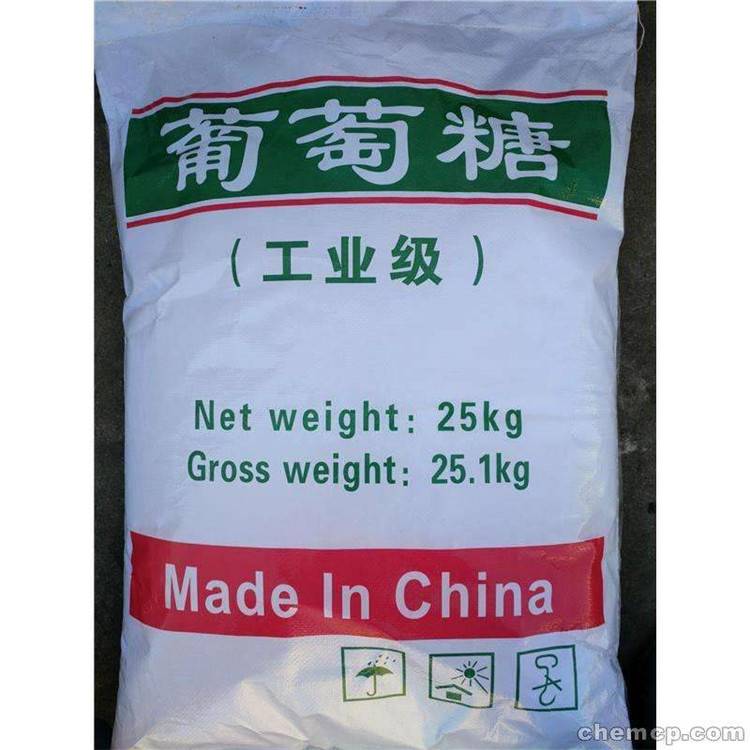 葡萄糖
（工业级）
Net weight: 25kg
Gross weight: 25.1kg
Made In China
chemcp.com